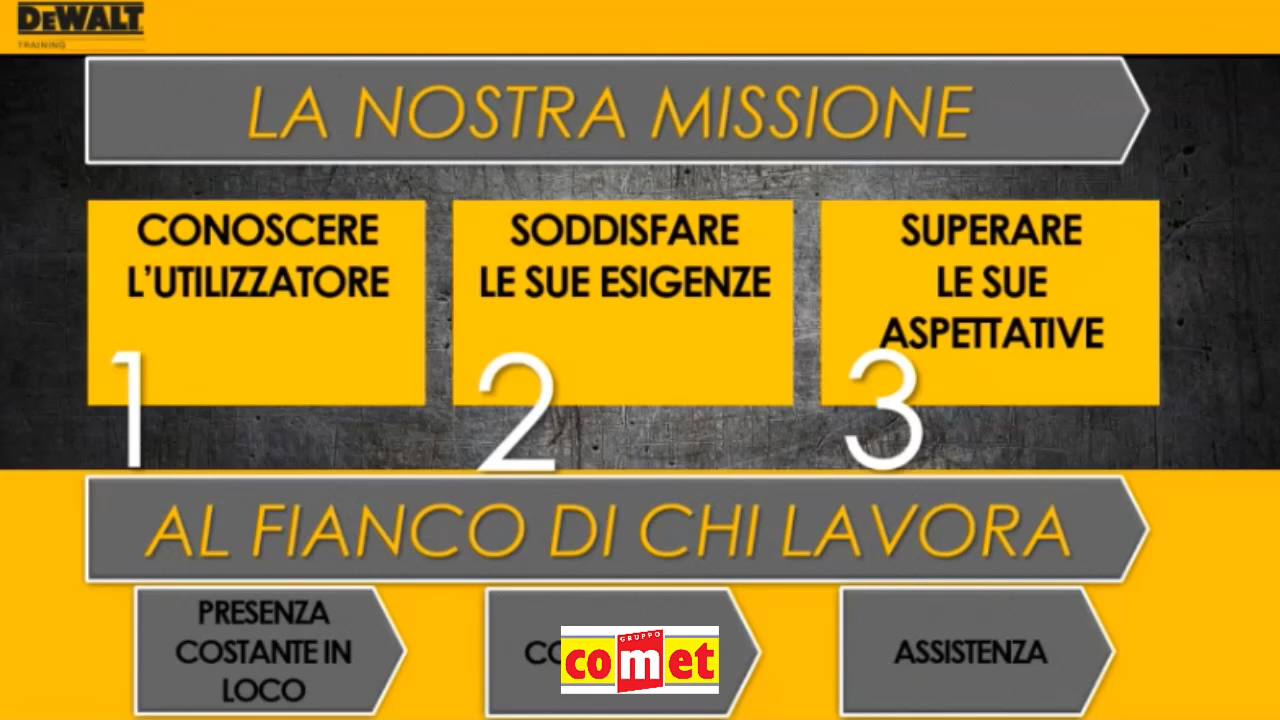 DEWALT
TRAINING
LA NOSTRA MISSIONE
CONOSCERE
L'UTILIZZATORE
1
SODDISFARE
LE SUE ESIGENZE
2
SUPERARE
LE SUE
ASPETTATIVE
3
AL FIANCO DI CHI LAVORA
PRESENZA
COSTANTE IN
LOCO
GRUPPO
comet
ASSISTENZA